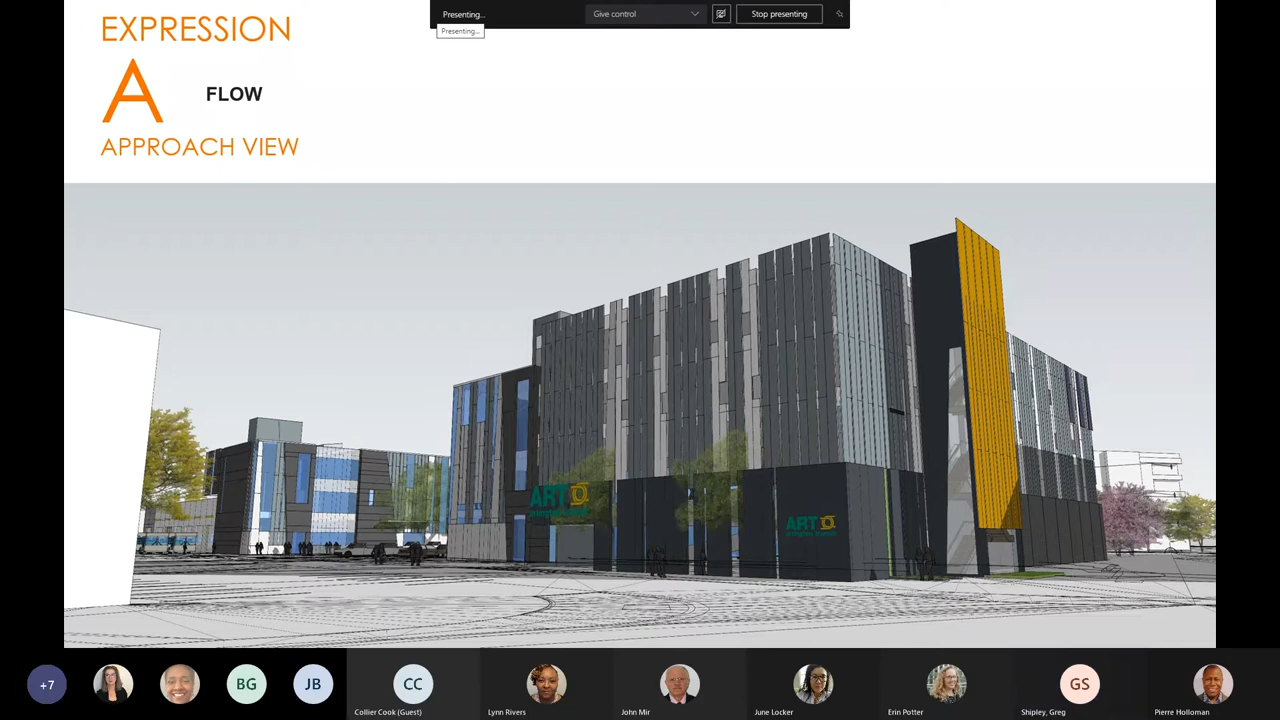 Presenting...
Give control
Stop presenting
Presenting...
EXPRESSION
A
FLOW
APPROACH VIEW
ART
ART
+7
BG
JB
CC
GS
Collier Cook (Guest)
Lynn Rivers
John Mir
June Locker
Erin Potter
Shipley, Greg
Pierre Holloman